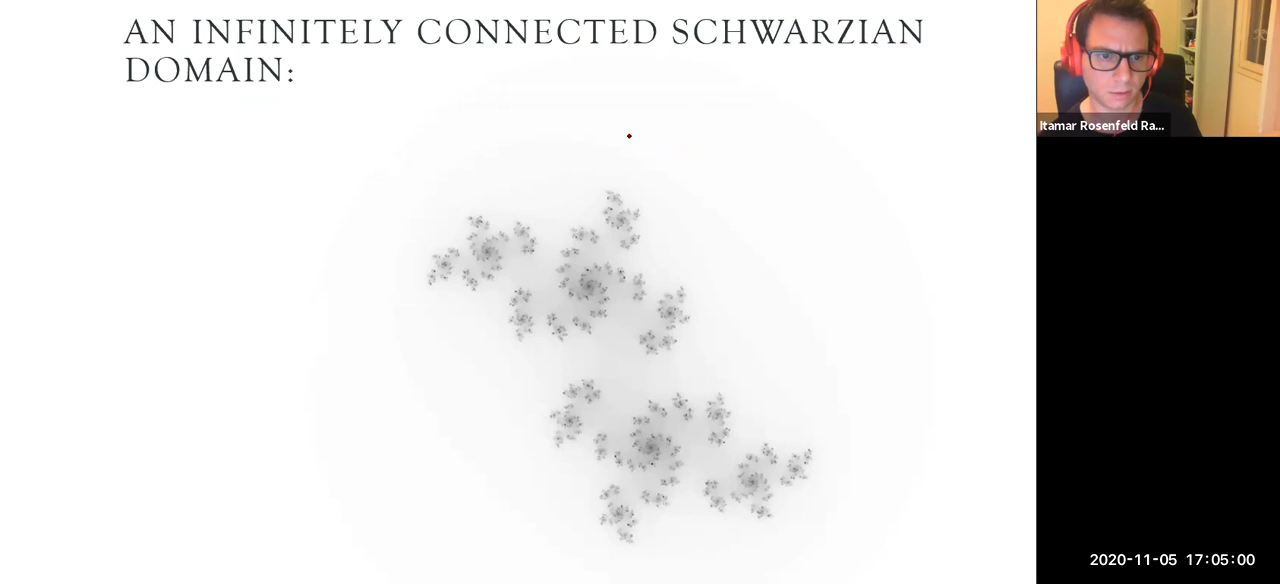 AN INFINITELY CONNECTED SCHWARZIAN
DOMAIN:
Itamar Rosenfeld Ra...
2020-11-05 17:05:00